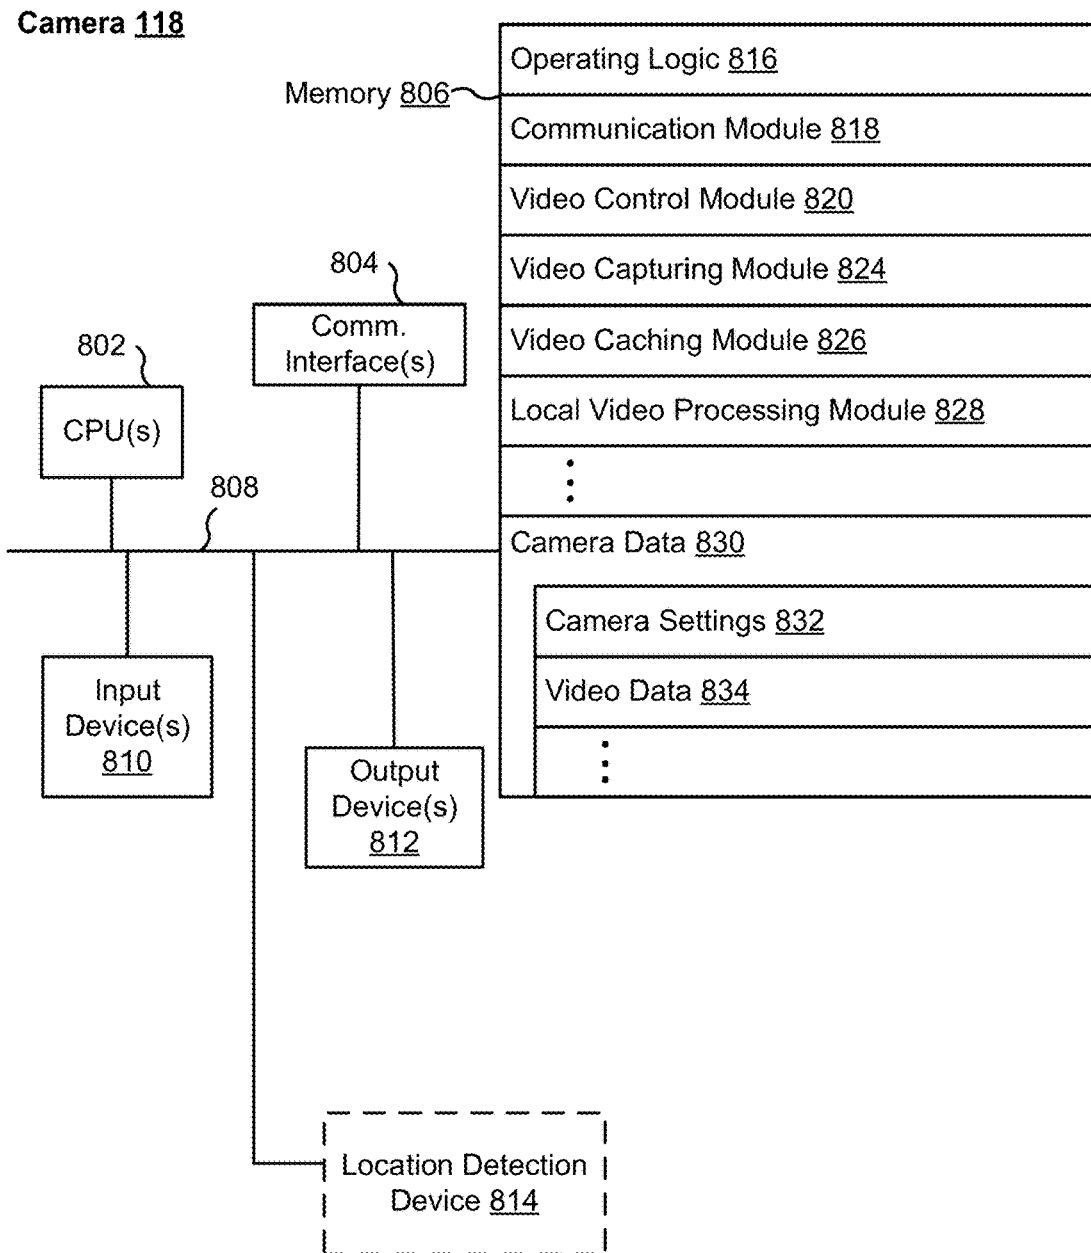 Camera 118
Operating Logic 816
Memory 806
Communication Module 818
Video Control Module 820
Video Capturing Module 824
Video Caching Module 826
Local Video Processing Module 828
804
Comm.
Interface(s)
802
CPU(s)
808
Camera Data 830
Camera Settings 832
Video Data 834
Input
Device(s)
810
Output
Device(s)
812
Location Detection
Device 814